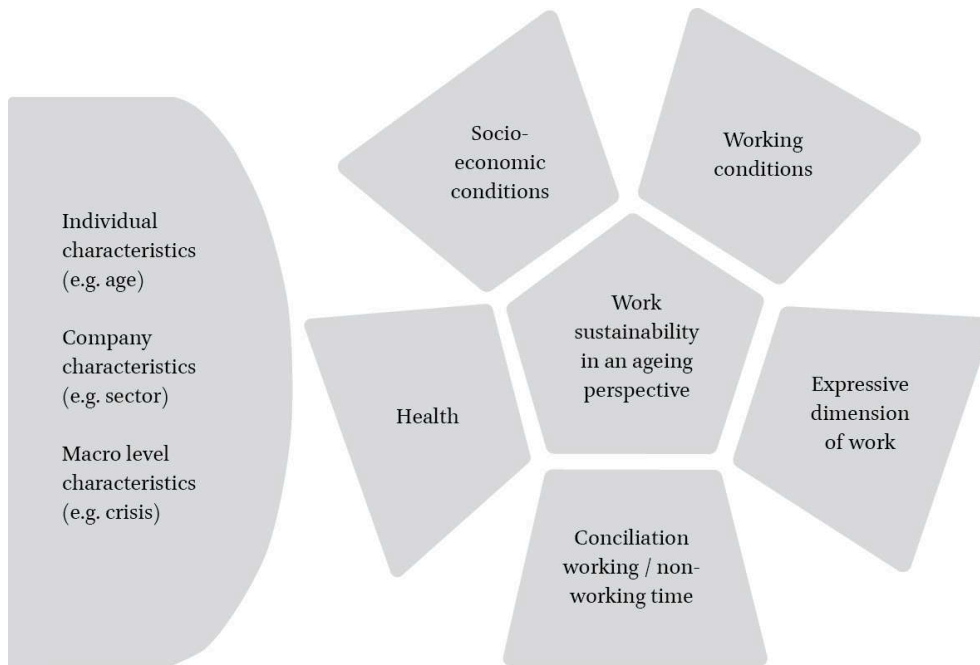 Individual
characteristics
(e.g. age)
Company
characteristics
(e.g. sector)
Macro level
characteristics
(e.g. crisis)
Socio-
economic
conditions
Working
conditions
Work
sustainability
in an ageing
perspective
Health
Expressive
dimension
of work
Conciliation
working / non-
working time